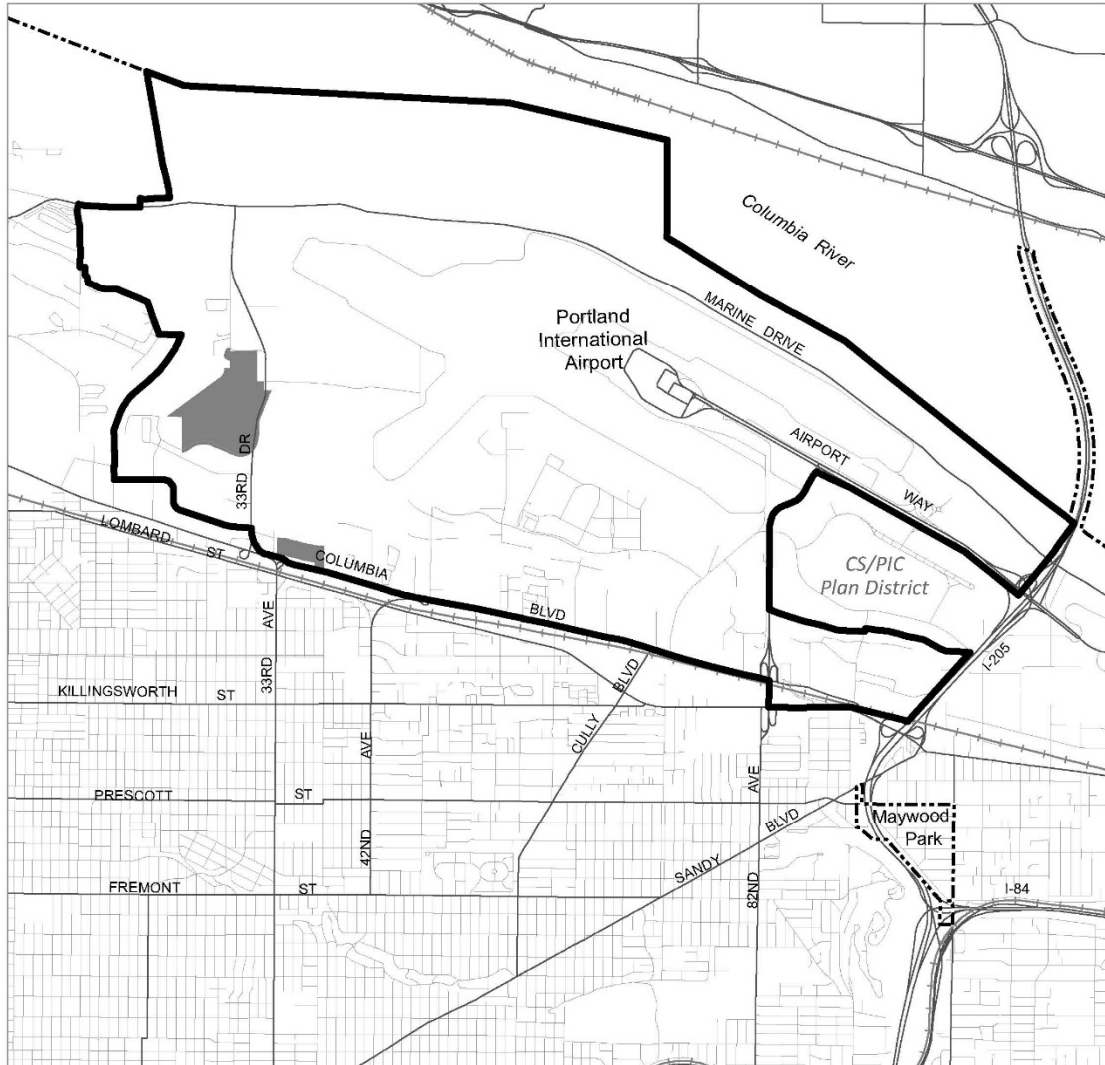 Columbia River
MARINE DRIVE
Portland
International
Airport
AIRPORT
WAY
33RD DR
LOMBARD ST
COLUMBIA
BLVD
CS/PIC
Plan District
I-205
33RD AVE
KILLINGSWORTH ST
CULLY BLVD
42ND AVE
PRESCOTT ST
82ND AVE
SANDY BLVD
Maywood
Park
FREMONT ST
I-84